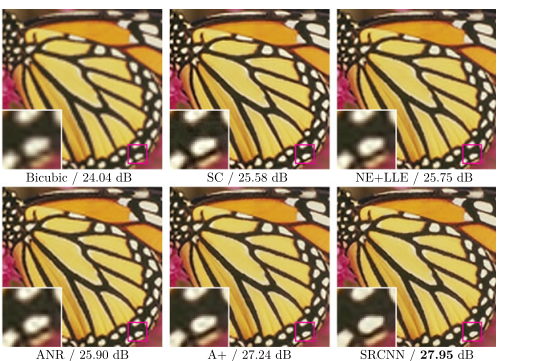 Bicubic / 24.04 dB
SC / 25.58 dB
NE+LLE / 25.75 dB
ANR / 25.90 dB
A+ / 27.24 dB
SRCNN / 27.95 dB